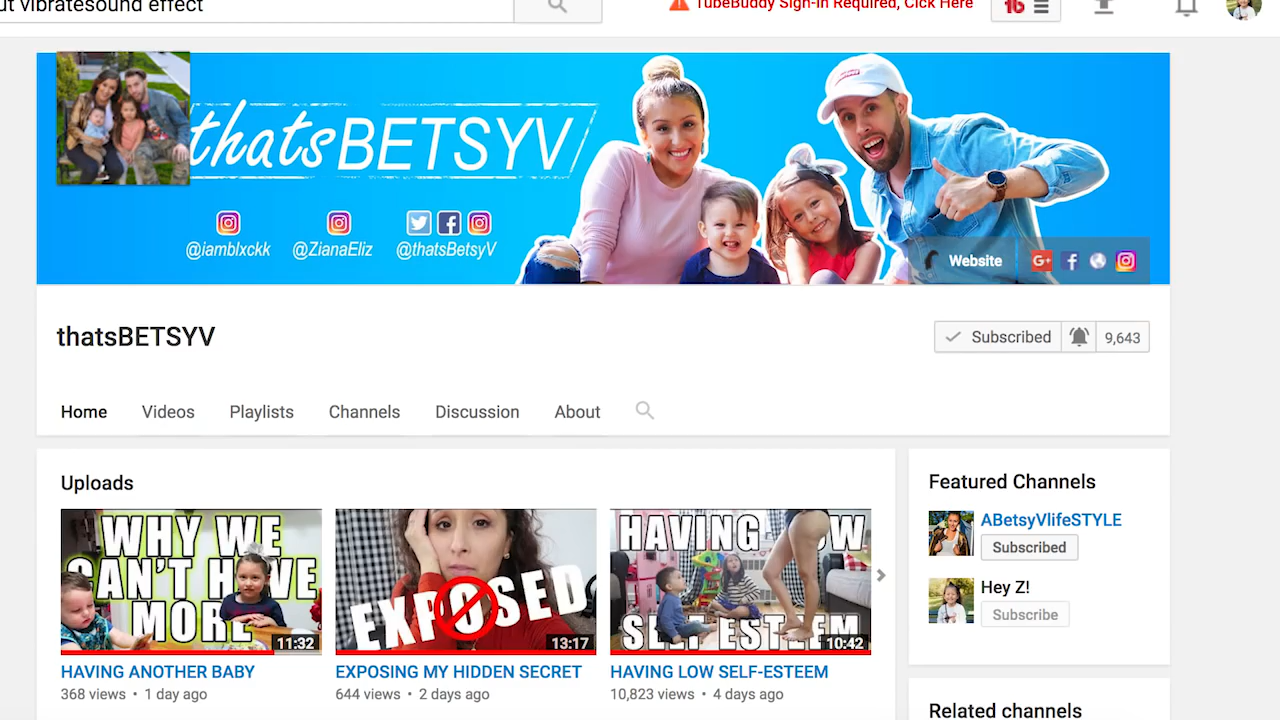 ut vibratesound effect
TubeBuddy Sign-in Required, Click Here
16
thatsBETSYV
@iamblxckk @ZianaEliz @thatsBetsyV
Website
G+
thatsBETSYV
Subscribed 9,643
Home Videos Playlists Channels Discussion About
Uploads
WHY WE
CAN'T HAVE
MORE
11:32
HAVING ANOTHER BABY
368 views • 1 day ago
EXPOSED
13:17
EXPOSING MY HIDDEN SECRET
644 views • 2 days ago
HAVING LOW
SELF ESTEEM
10:42
HAVING LOW SELF-ESTEEM
10,823 views • 4 days ago
Featured Channels
ABetsyVlifeSTYLE
Subscribed
Hey Z!
Subscribe
Related channels